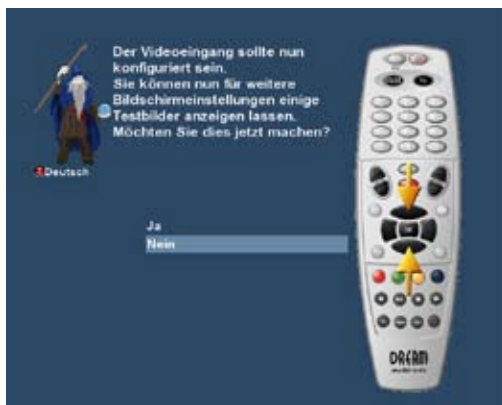 Der Videoeingang sollte nun
konfiguriert sein.
Sie können nun für weitere
Bildschirmeinstellungen einige
Testbilder anzeigen lassen.
Möchten Sie dies jetzt machen?
Deutsch
Ja
Nein
DREAM